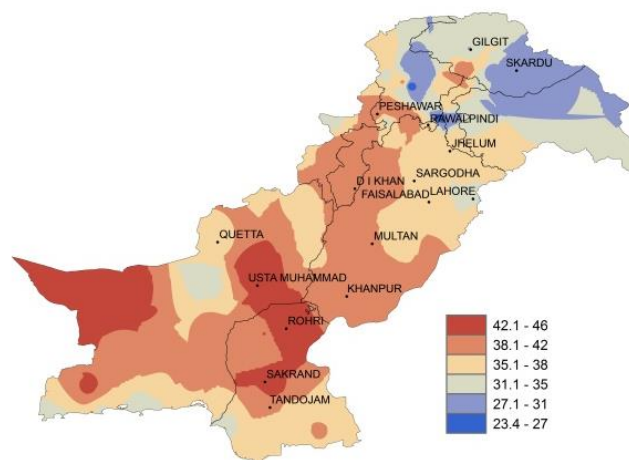 GILGIT
SKARDU
PESHAWAR
RAWALPINDI
JHELUM
D I KHAN
SARGODHA
FAISALABAD
LAHORE
QUETTA
MULTAN
USTA MUHAMMAD
KHANPUR
ROHRI
SAKRAND
TANDOJAM
42.1 - 46
38.1 - 42
35.1 - 38
31.1 - 35
27.1 - 31
23.4 - 27